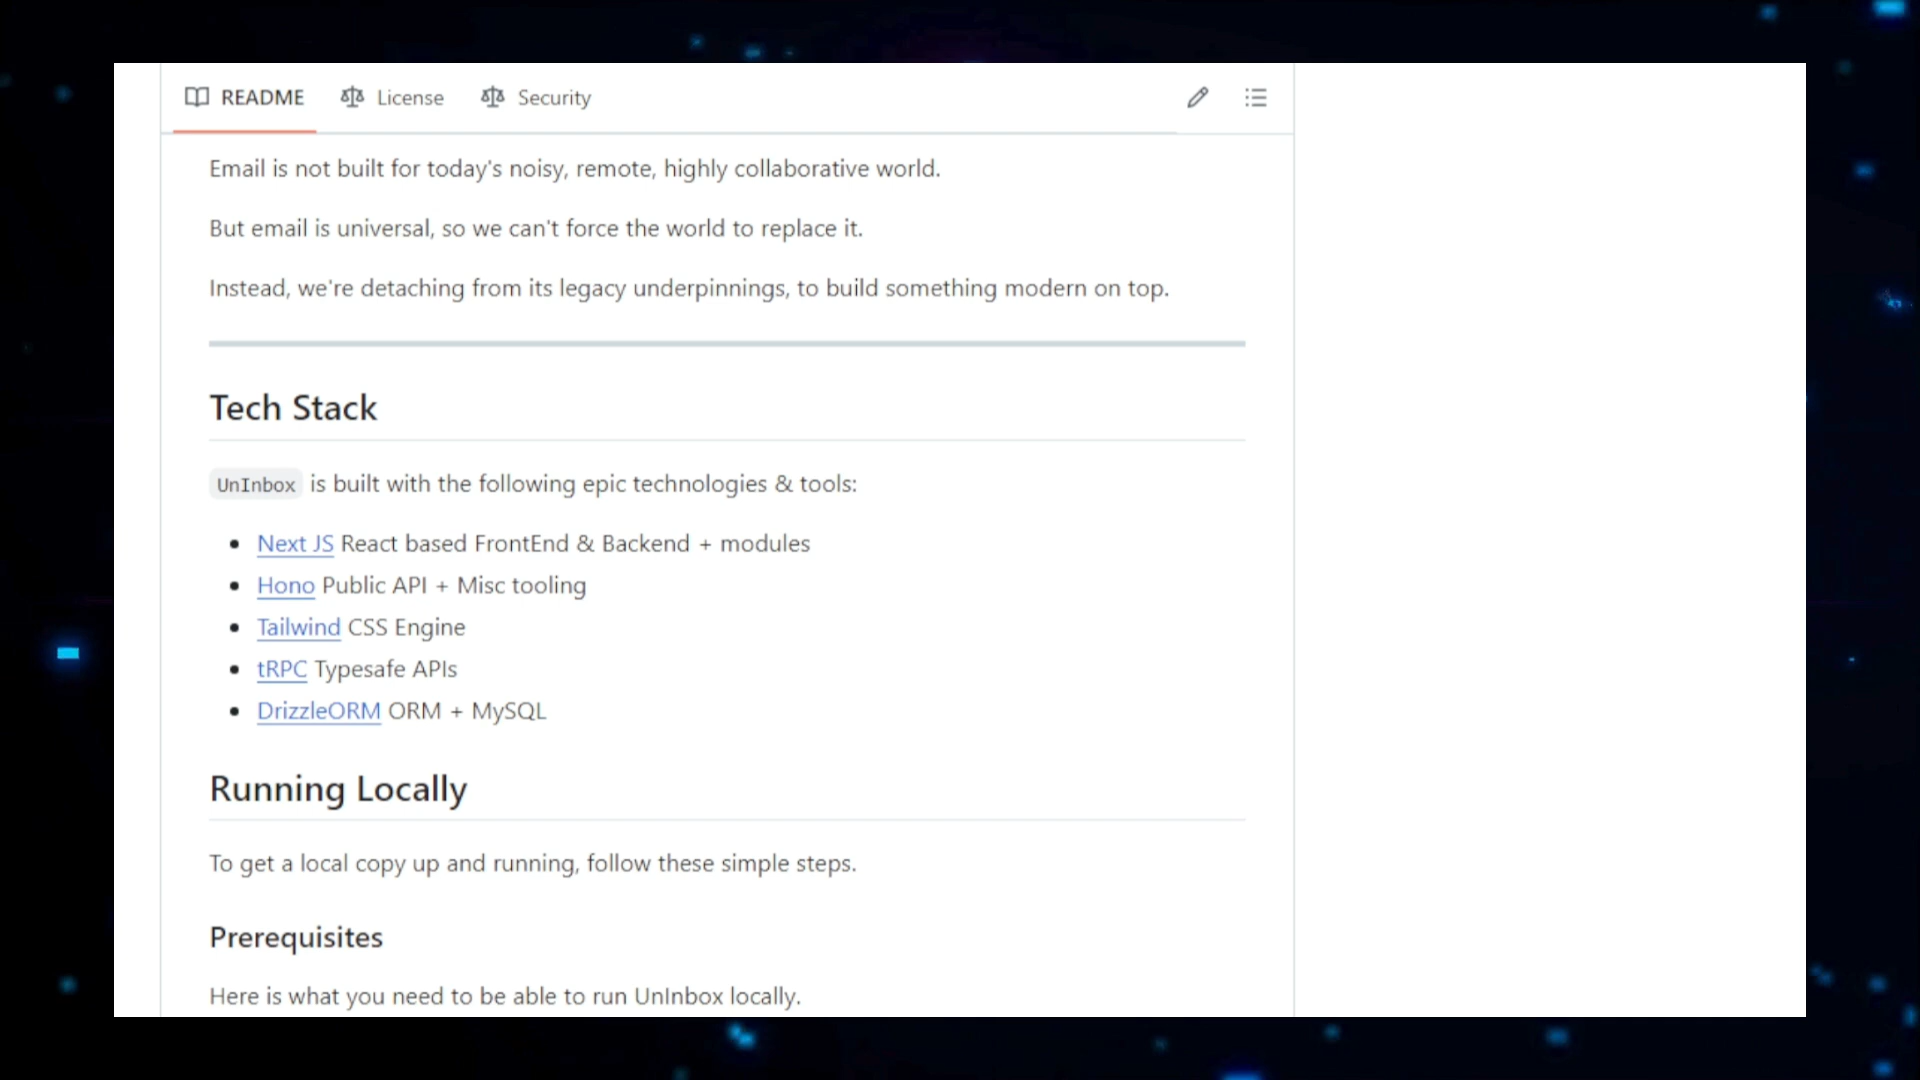 README License Security
Email is not built for today's noisy, remote, highly collaborative world.
But email is universal, so we can't force the world to replace it.
Instead, we're detaching from its legacy underpinnings, to build something modern on top.
Tech Stack
UnInbox is built with the following epic technologies & tools:
Next JS React based FrontEnd & Backend + modules
Hono Public API + Misc tooling
Tailwind CSS Engine
tRPC Typesafe APIs
DrizzleORM ORM + MySQL
Running Locally
To get a local copy up and running, follow these simple steps.
Prerequisites
Here is what you need to be able to run UnInbox locally.